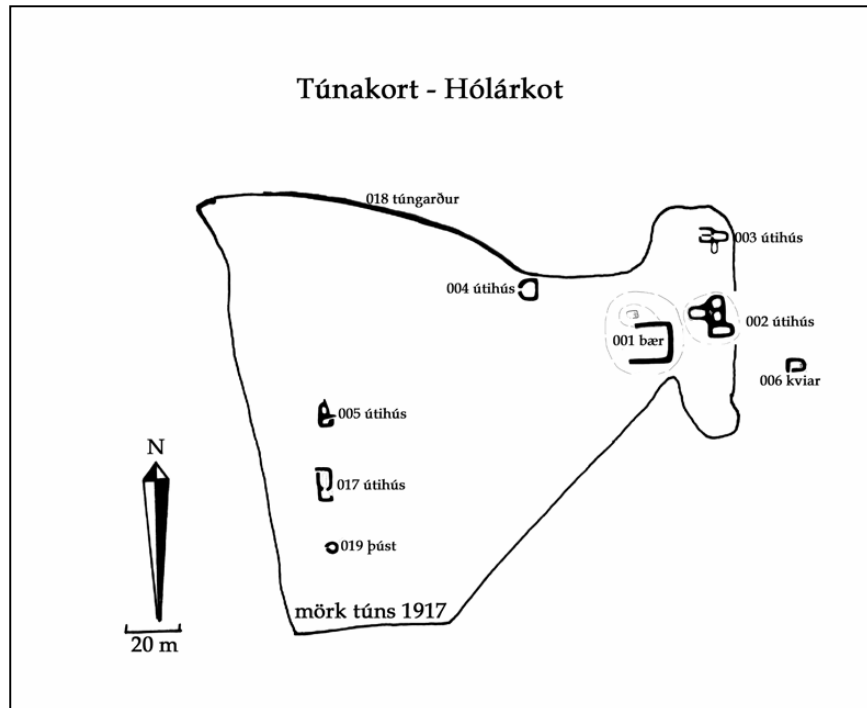 Túnakort - Hólárkot
018 túngarður
003 útihús
004 útihús
002 útihús
001 bær
006 kviar
005 útihús
N
017 útihús
019 þúst
mörk túns 1917
20 m